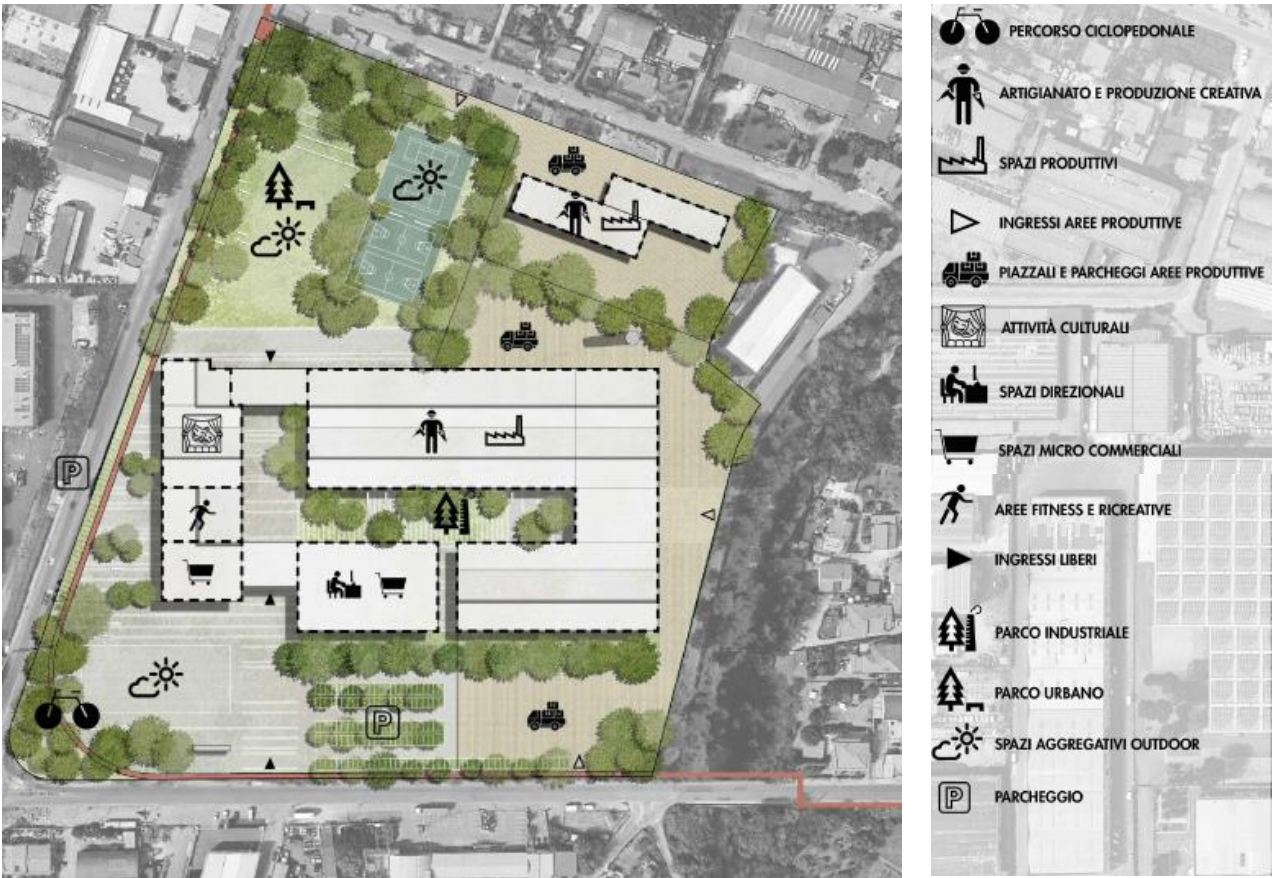 P
P
PERCORSO CICLOPEDONALE
ARTIGIANATO E PRODUZIONE CREATIVA
SPAZI PRODUTTIVI
INGRESSI AREE PRODUTTIVE
PIAZZALI E PARCHEGGI AREE PRODUTTIVE
ATTIVITÀ CULTURALI
SPAZI DIREZIONALI
SPAZI MICRO COMMERCIALI
AREE FITNESS E RICREATIVE
INGRESSI LIBERI
PARCO INDUSTRIALE
PARCO URBANO
SPAZI AGGREGATIVI OUTDOOR
P PARCHEGGIO